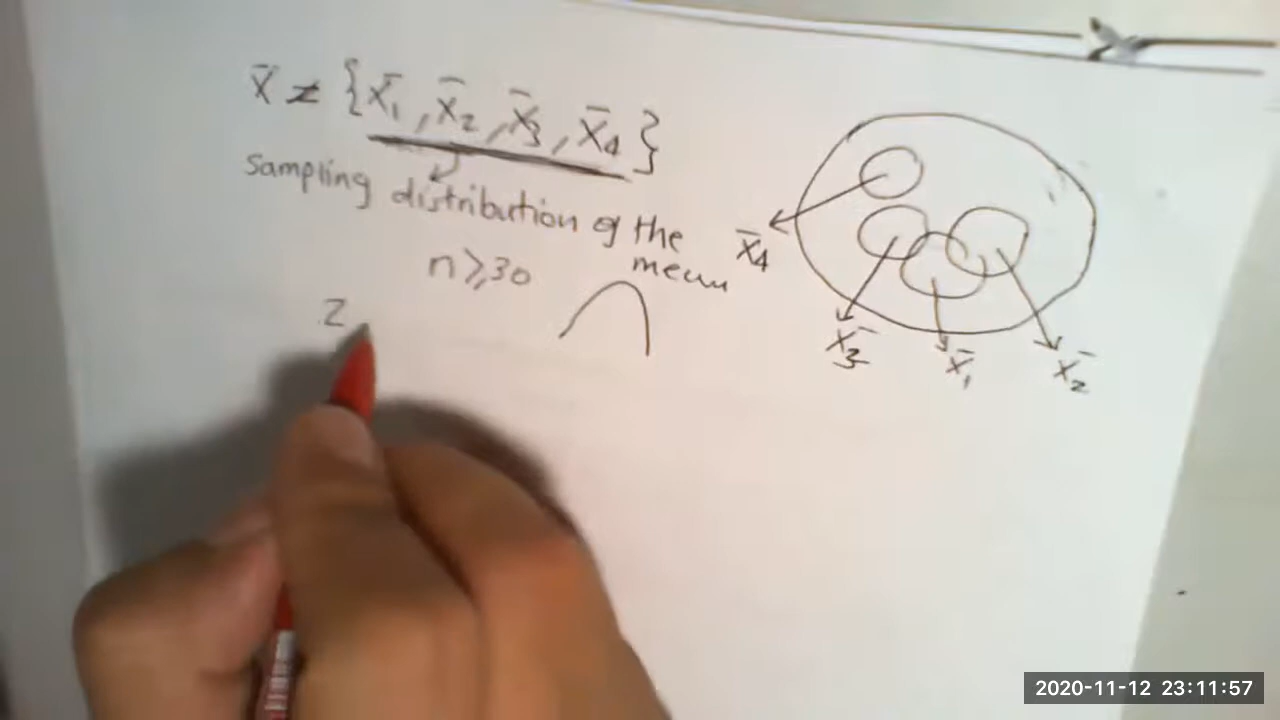 x̄ ≠ {x̄₁, x̄₂, x̄₃, x̄₄}
Sampling distribution of the
mean
n ≥ 30
z
x̄₄
x̄₃
x̄₁
x̄₂
2020-11-12 23:11:57